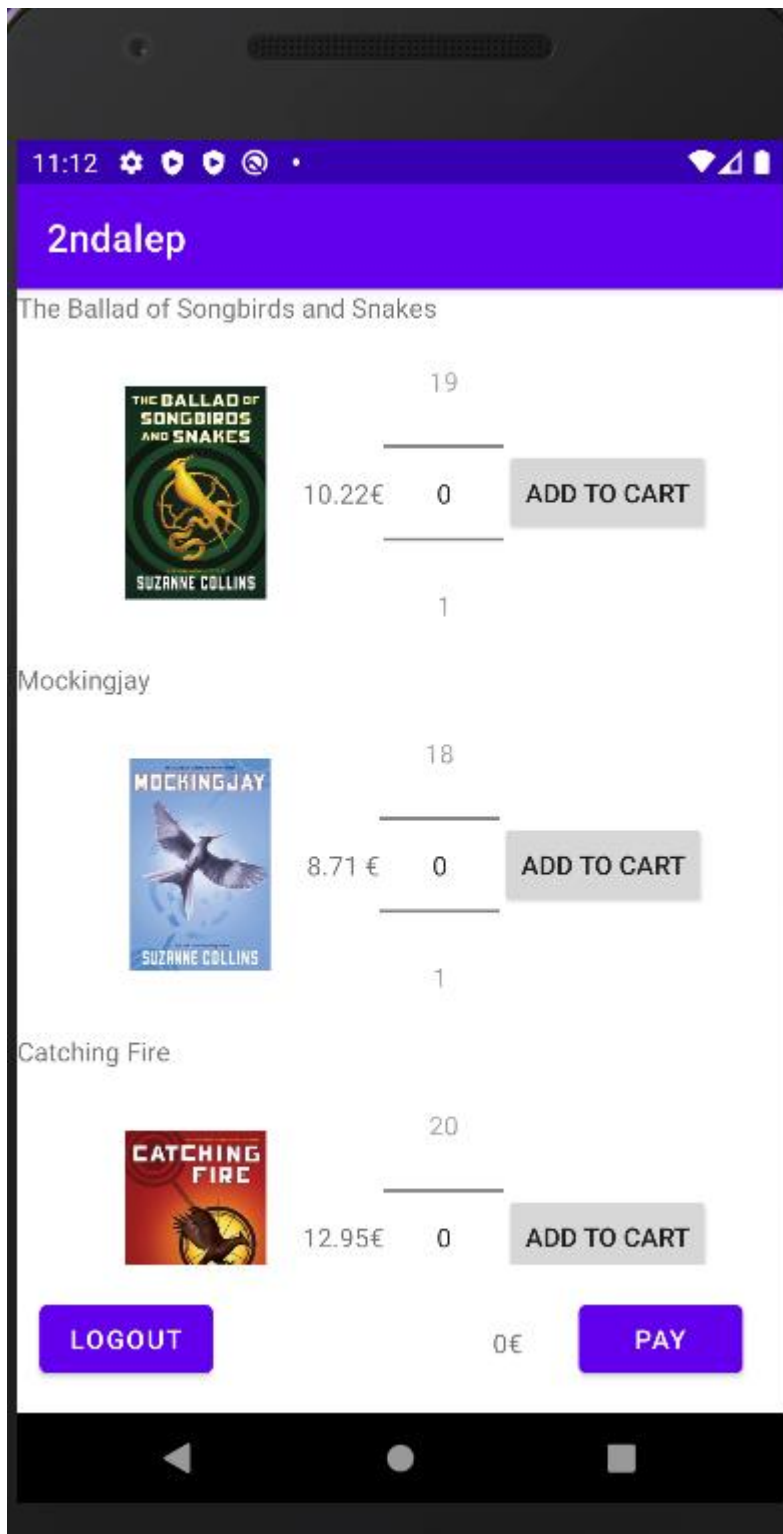 11:12
2ndalep
The Ballad of Songbirds and Snakes
THE BALLAD OF
SONGBIRDS
AND SNAKES
SUZANNE COLLINS
19
10.22€ 0 ADD TO CART
1
Mockingjay
MOCKINGJAY
SUZANNE COLLINS
18
8.71 € 0 ADD TO CART
1
Catching Fire
CATCHING
FIRE
20
12.95€ 0 ADD TO CART
LOGOUT 0€ PAY